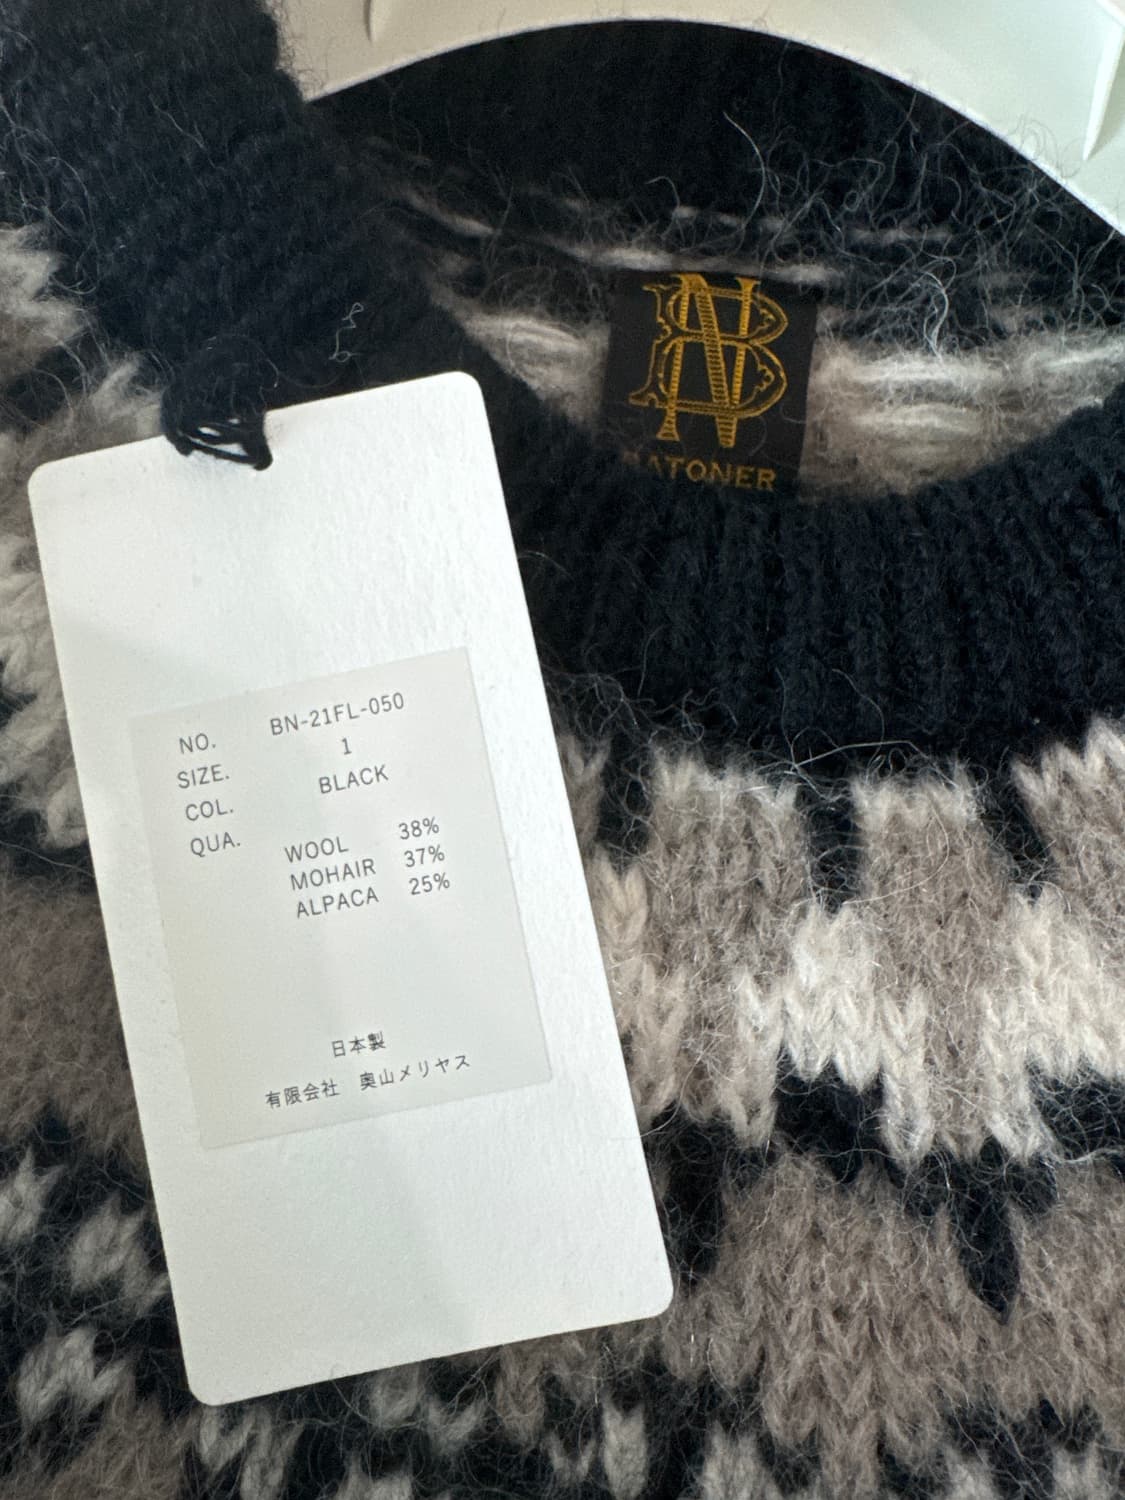 BN
BATONER
NO. BN-21FL-050
SIZE. 1
COL. BLACK
QUA. WOOL 38%
MOHAIR 37%
ALPACA 25%
日本製
有限会社 奥山メリヤス